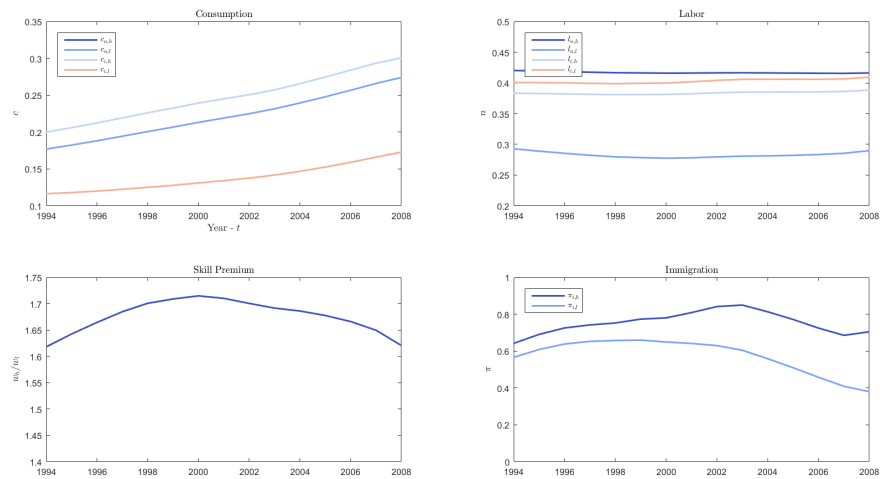 Consumption
0.35
0.3
0.25
0.2
0.15
0.1
c
c_{n,h}
c_{n,l}
c_{i,h}
c_{i,l}
1994 1996 1998 2000 2002 2004 2006 2008
Year - t
Labor
0.5
0.45
0.4
0.35
0.3
0.25
0.2
n
l_{n,h}
l_{n,l}
l_{i,h}
l_{i,l}
1994 1996 1998 2000 2002 2004 2006 2008
Skill Premium
1.75
1.7
1.65
1.6
1.55
1.5
1.45
1.4
w_h/w_l
1994 1996 1998 2000 2002 2004 2006 2008
Immigration
1
0.8
0.6
0.4
0.2
0
π
π_{i,h}
π_{i,l}
1994 1996 1998 2000 2002 2004 2006 2008